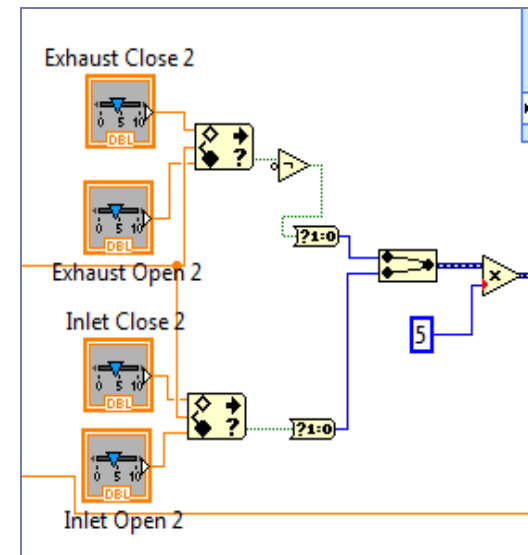 Exhaust Close 2
0 5 10
DBL
?
0 5 10
DBL
?1:0
Exhaust Open 2
x
Inlet Close 2
5
0 5 10
?
?1:0
0 5 10
DBL
Inlet Open 2